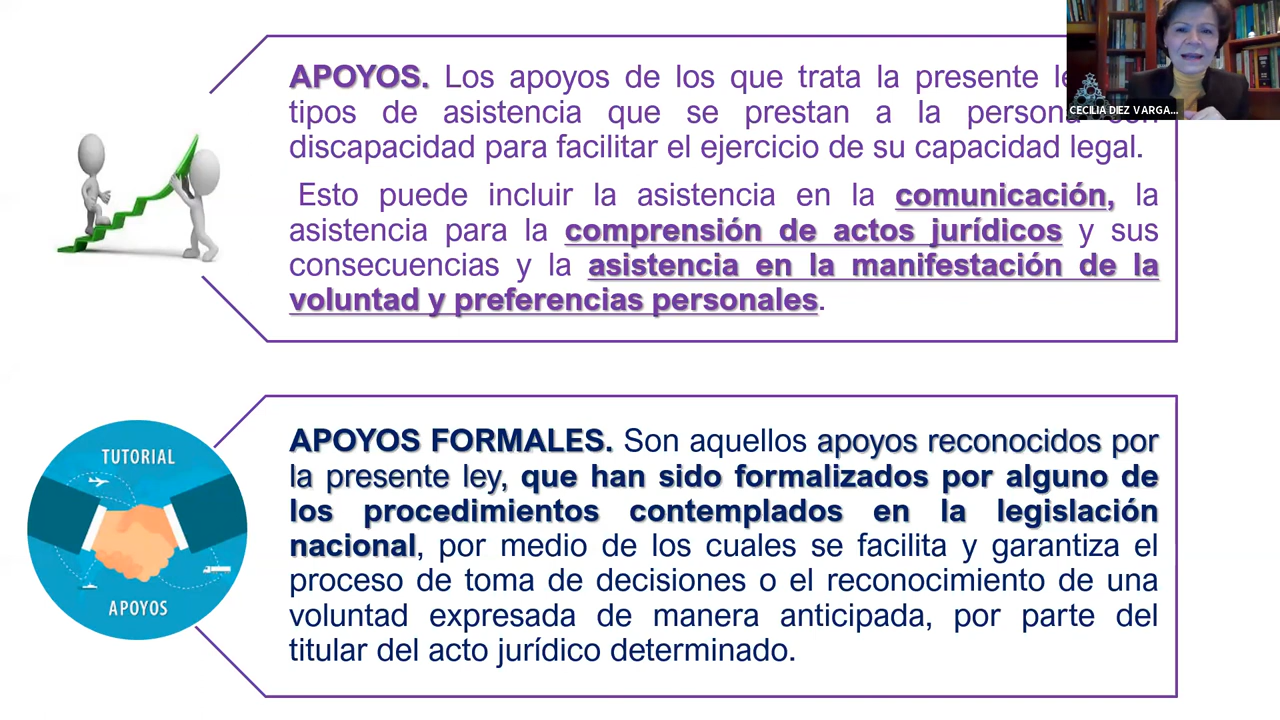 APOYOS. Los apoyos de los que trata la presente
tipos de asistencia que se prestan a la persona
discapacidad para facilitar el ejercicio de su capacidad legal.
Esto puede incluir la asistencia en la comunicación, la
asistencia para la comprensión de actos jurídicos y sus
consecuencias y la asistencia en la manifestación de la
voluntad y preferencias personales.
CECILIA DIEZ VARGA...
TUTORIAL
APOYOS
APOYOS FORMALES. Son aquellos apoyos reconocidos por
la presente ley, que han sido formalizados por alguno de
los procedimientos contemplados en la legislación
nacional, por medio de los cuales se facilita y garantiza el
proceso de toma de decisiones o el reconocimiento de una
voluntad expresada de manera anticipada, por parte del
titular del acto jurídico determinado.